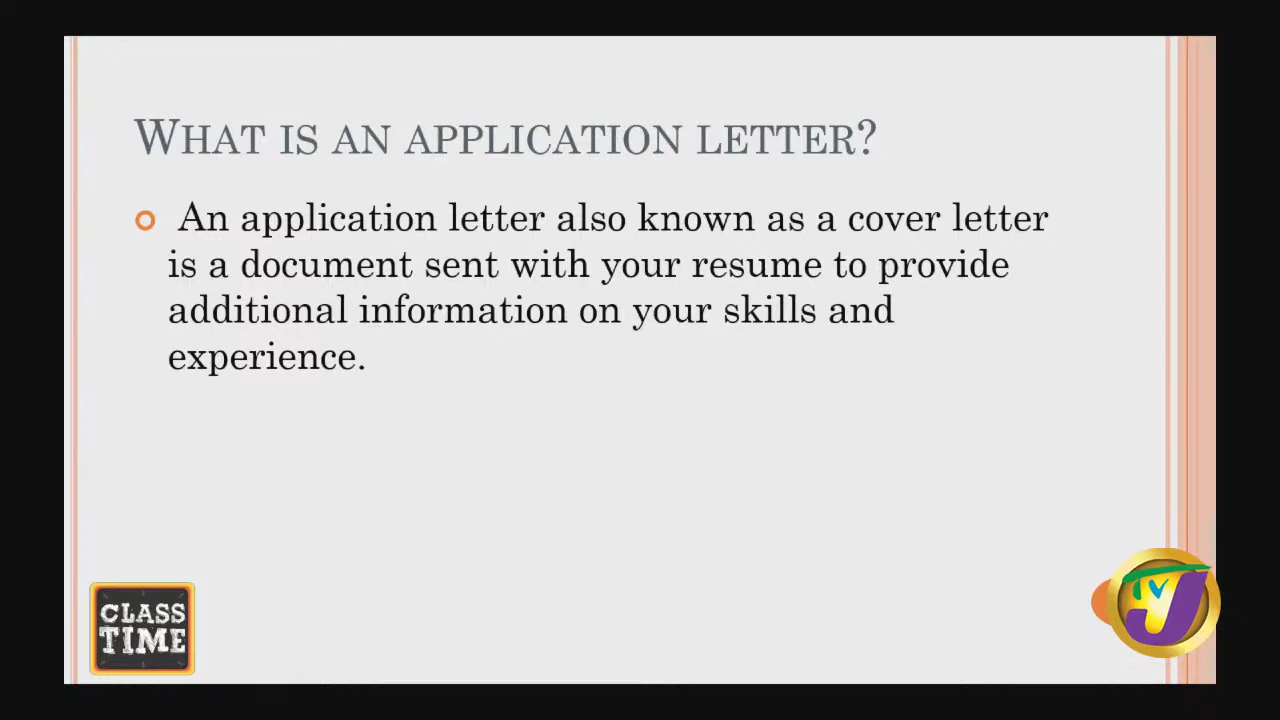 WHAT IS AN APPLICATION LETTER?
An application letter also known as a cover letter
is a document sent with your resume to provide
additional information on your skills and
experience.
CLASS
TIME
TVJ